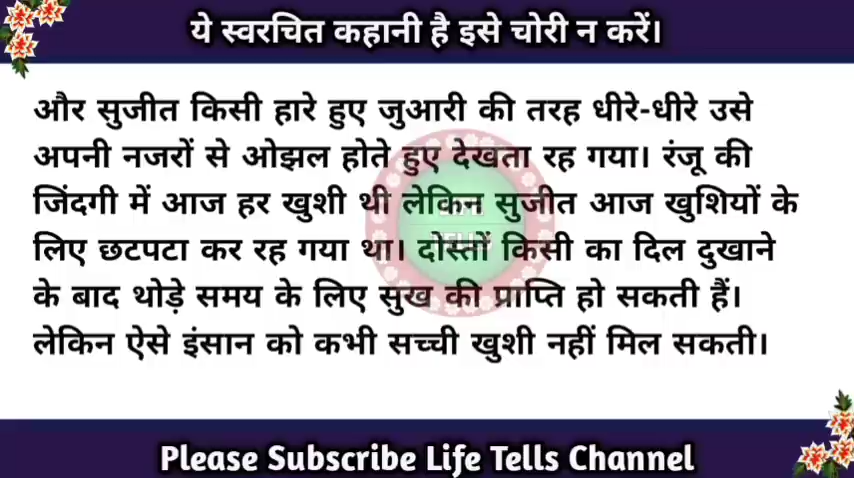 ये स्वरचित कहानी है इसे चोरी न करें।
और सुजीत किसी हारे हुए जुआरी की तरह धीरे-धीरे उसे
अपनी नजरों से ओझल होते हुए देखता रह गया। रंजू की
जिंदगी में आज हर खुशी थी लेकिन सुजीत आज खुशियों के
लिए छटपटा कर रह गया था। दोस्तों किसी का दिल दुखाने
के बाद थोड़े समय के लिए सुख की प्राप्ति हो सकती हैं।
लेकिन ऐसे इंसान को कभी सच्ची खुशी नहीं मिल सकती।
Please Subscribe Life Tells Channel